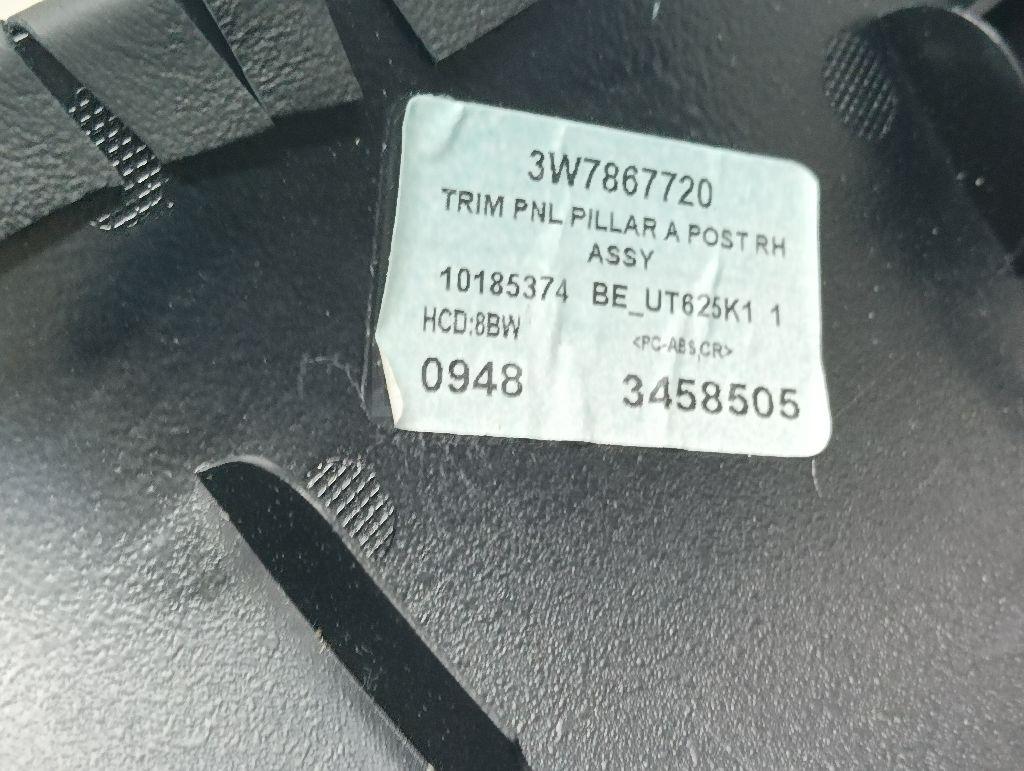 3W7867720
TRIM PNL PILLAR A POST RH
ASSY
10185374 BE_UT625K1 1
HCD:8BW <PC-ABS,CR>
0948 3458505